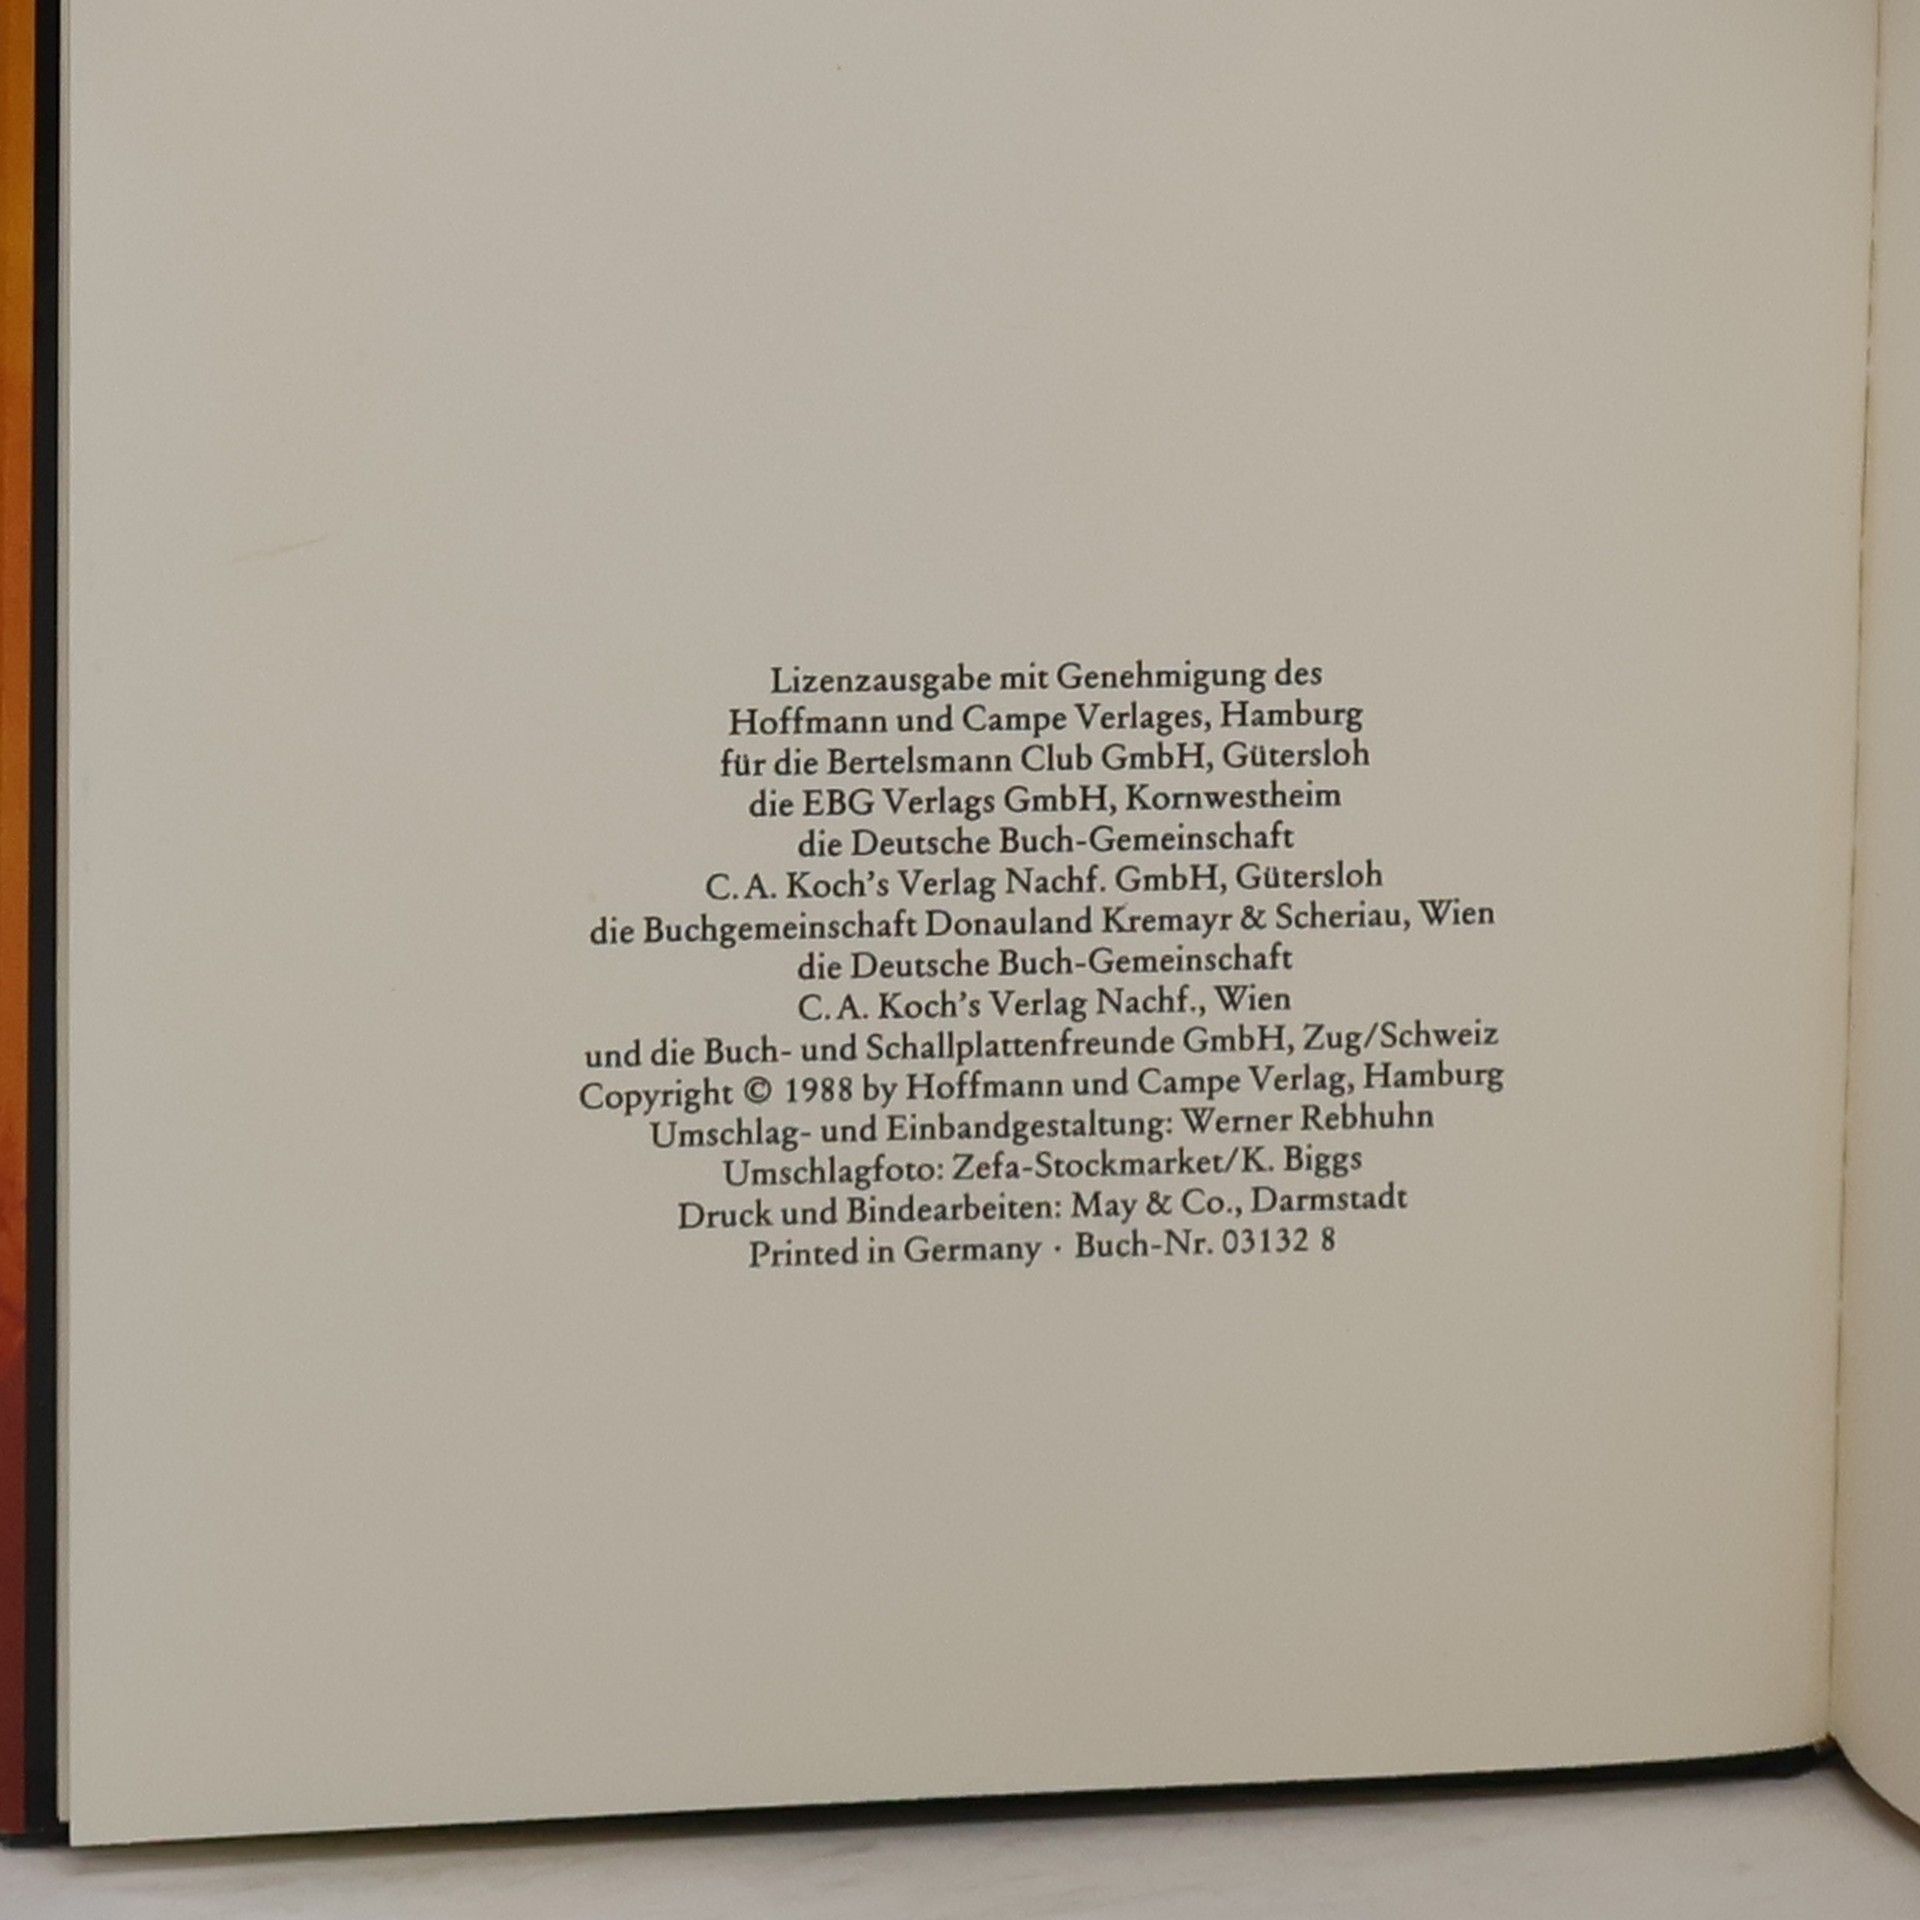 Lizenzausgabe mit Genehmigung des
Hoffmann und Campe Verlages, Hamburg
für die Bertelsmann Club GmbH, Gütersloh
die EBG Verlags GmbH, Kornwestheim
die Deutsche Buch-Gemeinschaft
C. A. Koch’s Verlag Nachf. GmbH, Gütersloh
die Buchgemeinschaft Donauland Kremayr & Scheriau, Wien
die Deutsche Buch-Gemeinschaft
C. A. Koch’s Verlag Nachf., Wien
und die Buch- und Schallplattenfreunde GmbH, Zug/Schweiz
Copyright © 1988 by Hoffmann und Campe Verlag, Hamburg
Umschlag- und Einbandgestaltung: Werner Rebhuhn
Umschlagfoto: Zefa-Stockmarket/K. Biggs
Druck und Bindearbeiten: May & Co., Darmstadt
Printed in Germany · Buch-Nr. 03132 8